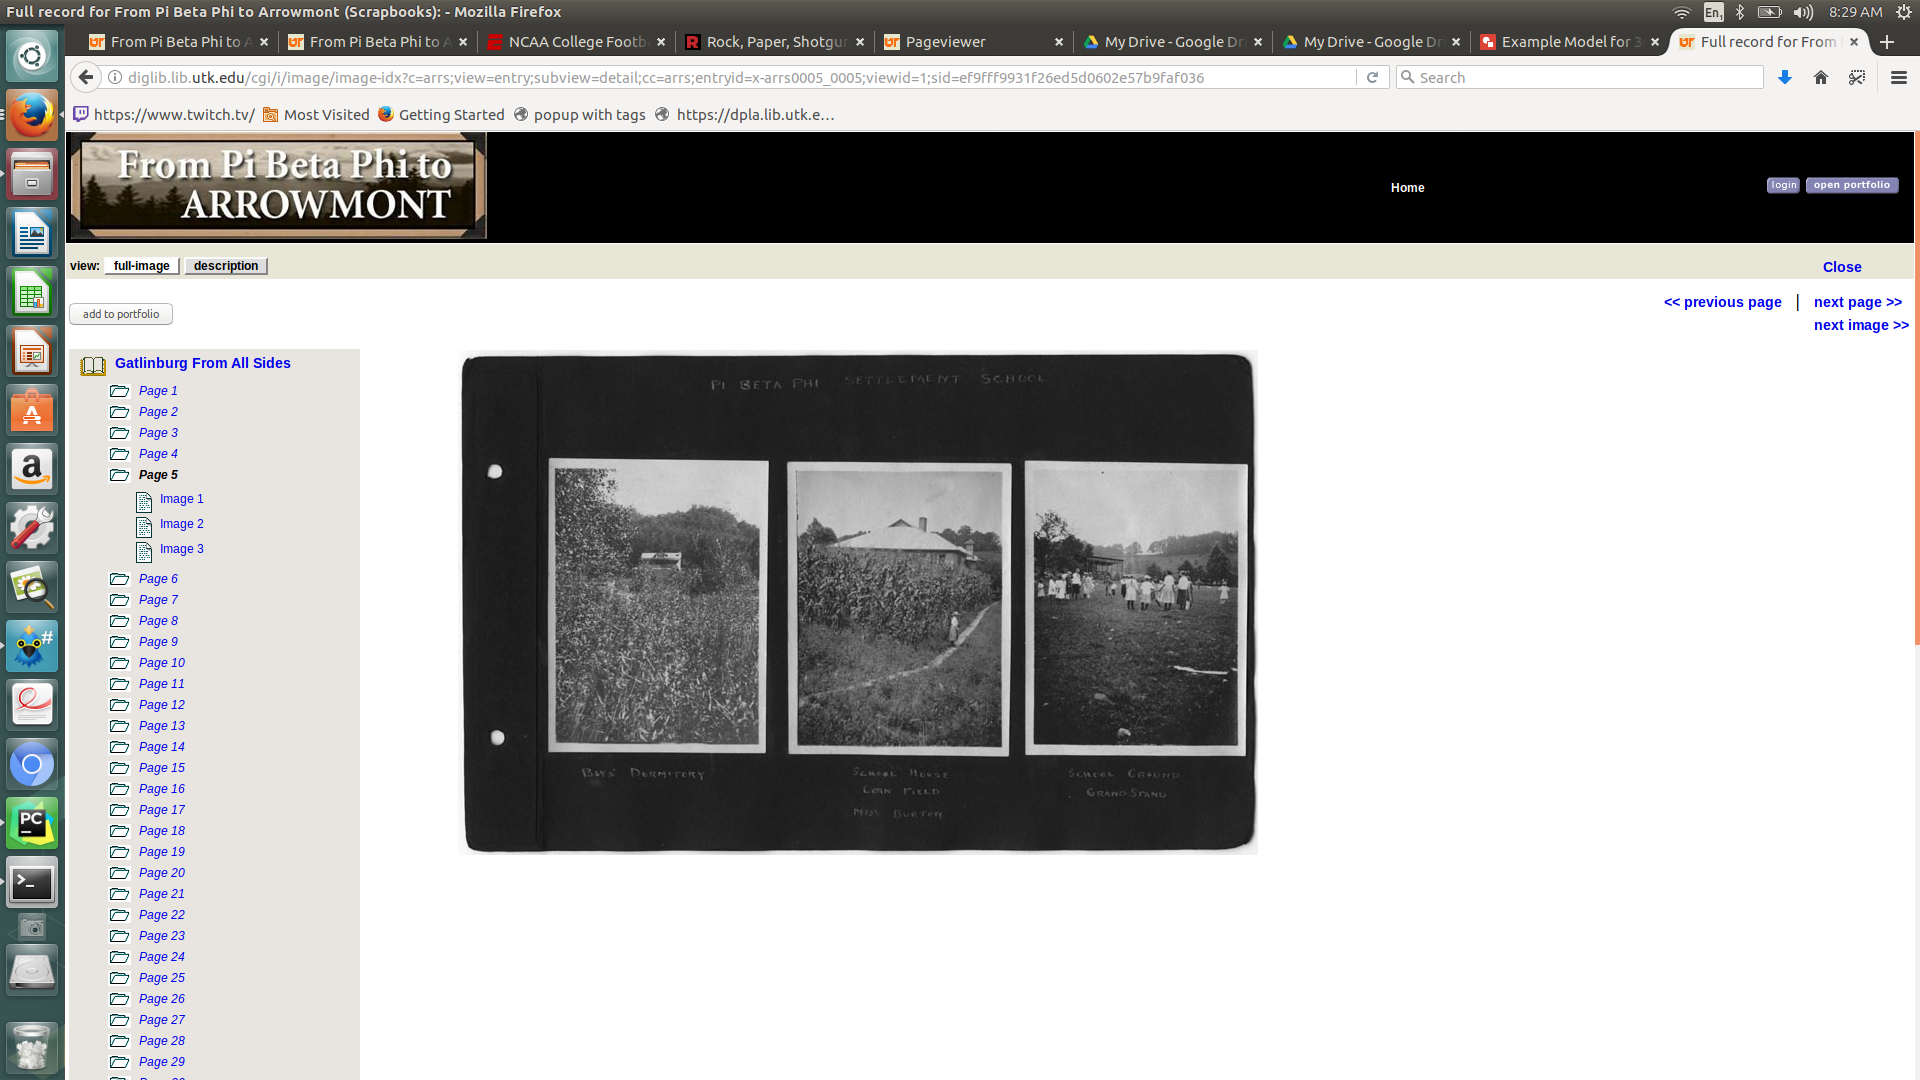 Full record for From Pi Beta Phi to Arrowmont (Scrapbooks): - Mozilla Firefox
En1
8:29 AM
From Pi Beta Phi to A
From Pi Beta Phi to A
NCAA College Footb
Rock, Paper, Shotgu
Pageviewer
My Drive - Google Dr
My Drive - Google Dr
Example Model for 3
Full record for From
diglib.lib.utk.edu/cgi/i/image/image-idx?c=arrs;view=entry;subview=detail;cc=arrs;entryid=x-arrs0005_0005;viewid=1;sid=ef9fff9931f26ed5d0602e57b9faf036
Search
https://www.twitch.tv/
Most Visited
Getting Started
popup with tags
https://dpla.lib.utk.e…
From Pi Beta Phi to
ARROWMONT
Home
login
open portfolio
view:
full-image
description
Close
add to portfolio
<< previous page
next page >>
next image >>
Gatlinburg From All Sides
Page 1
Page 2
Page 3
Page 4
Page 5
Image 1
Image 2
Image 3
Page 6
Page 7
Page 8
Page 9
Page 10
Page 11
Page 12
Page 13
Page 14
Page 15
Page 16
Page 17
Page 18
Page 19
Page 20
Page 21
Page 22
Page 23
Page 24
Page 25
Page 26
Page 27
Page 28
Page 29
PI BETA PHI SETTLEMENT SCHOOL
BOYS' DORMITORY
SCHOOL HOUSE
CORN FIELD
MISS BURTON
SCHOOL GROUND
GRANDSTAND
PC